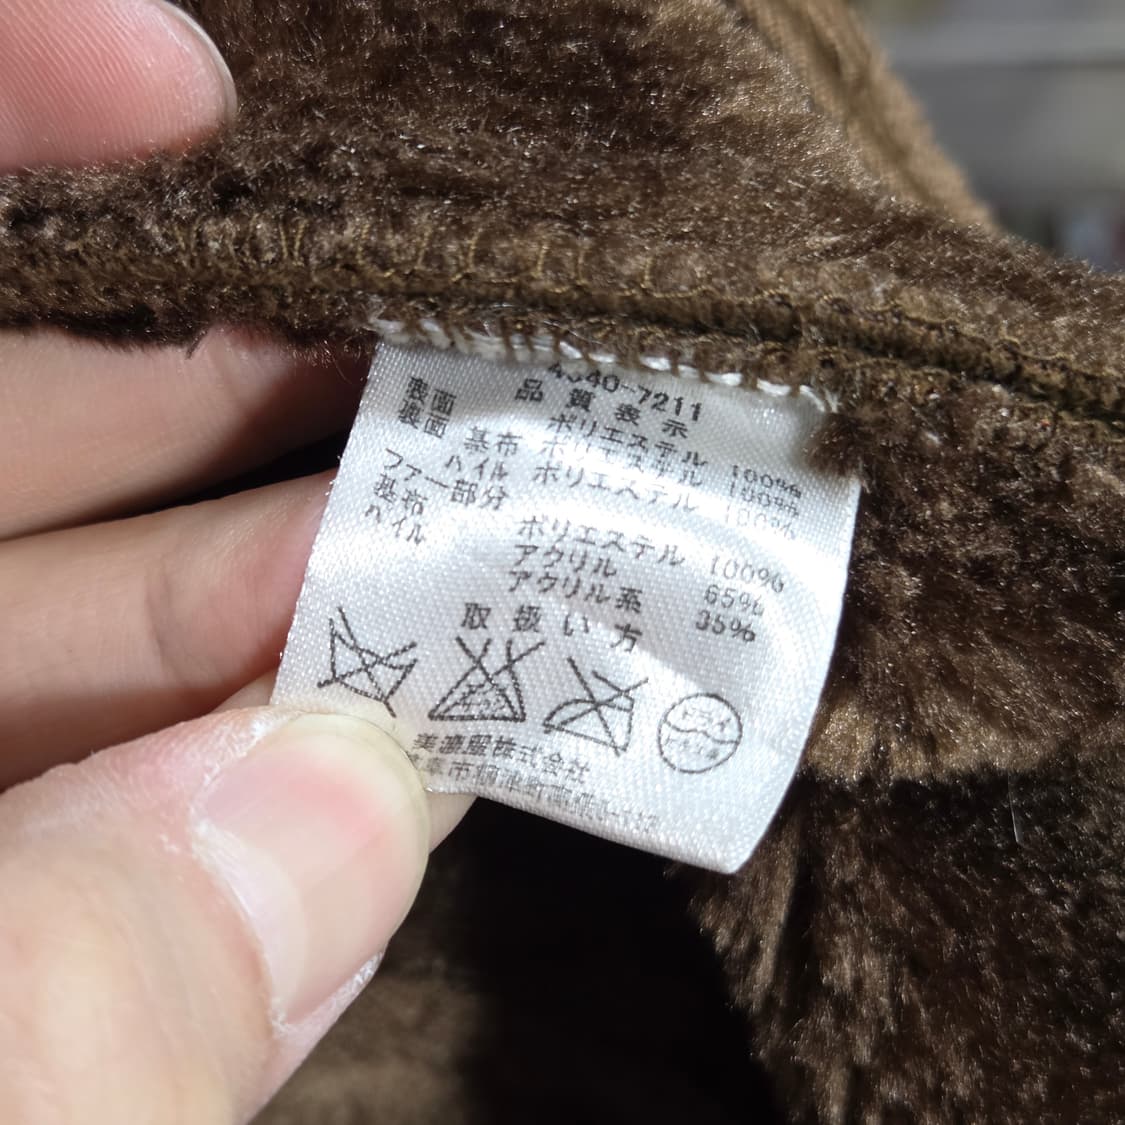 40-7211
品質表示
表面 ポリエステル 100%
裏面 基布 ポリエステル 100%
パイル ポリエステル 100%
ファー部分
基布 ポリエステル 100%
パイル アクリル 65%
アクリル系 35%
取扱い方
ドライ
美濃屋株式会社